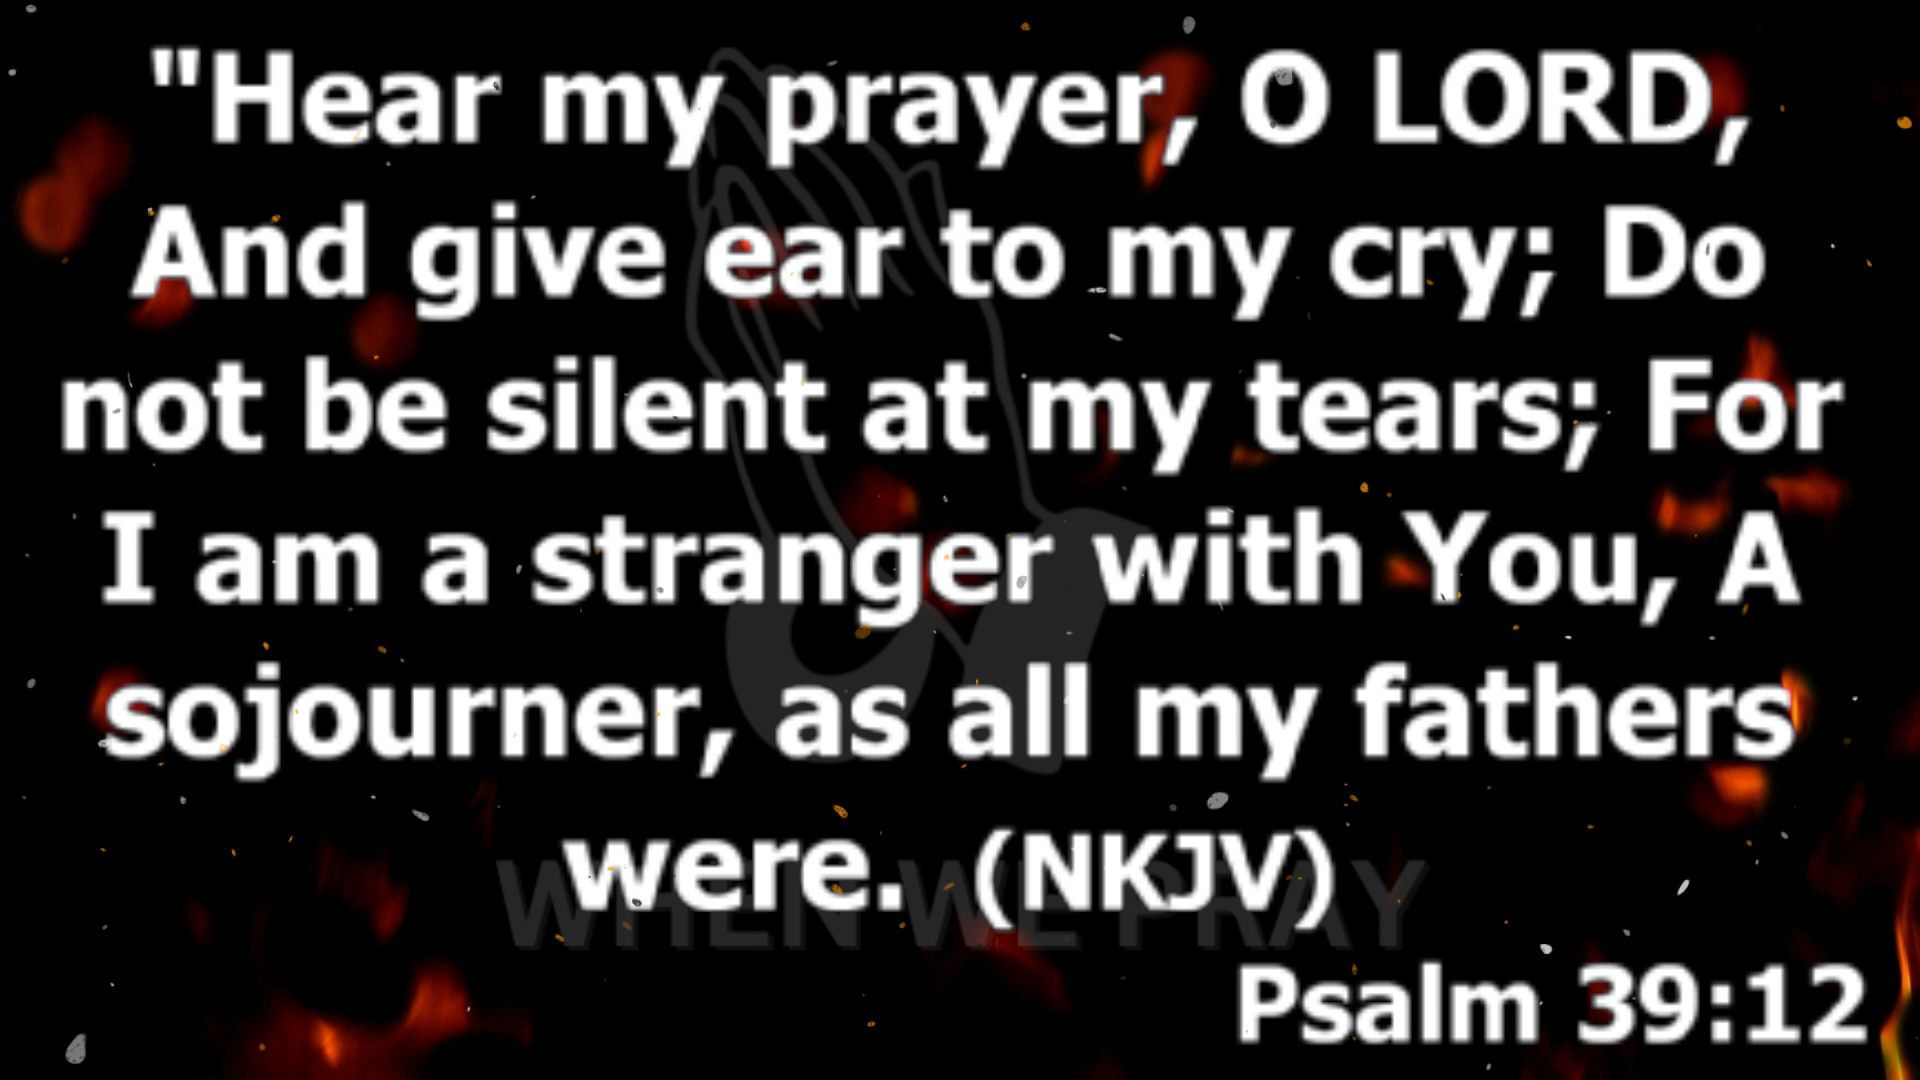 "Hear my prayer, O LORD,
And give ear to my cry; Do
not be silent at my tears; For
I am a stranger with You, A
sojourner, as all my fathers
were. (NKJV)
WHEN WE PRAY
Psalm 39:12